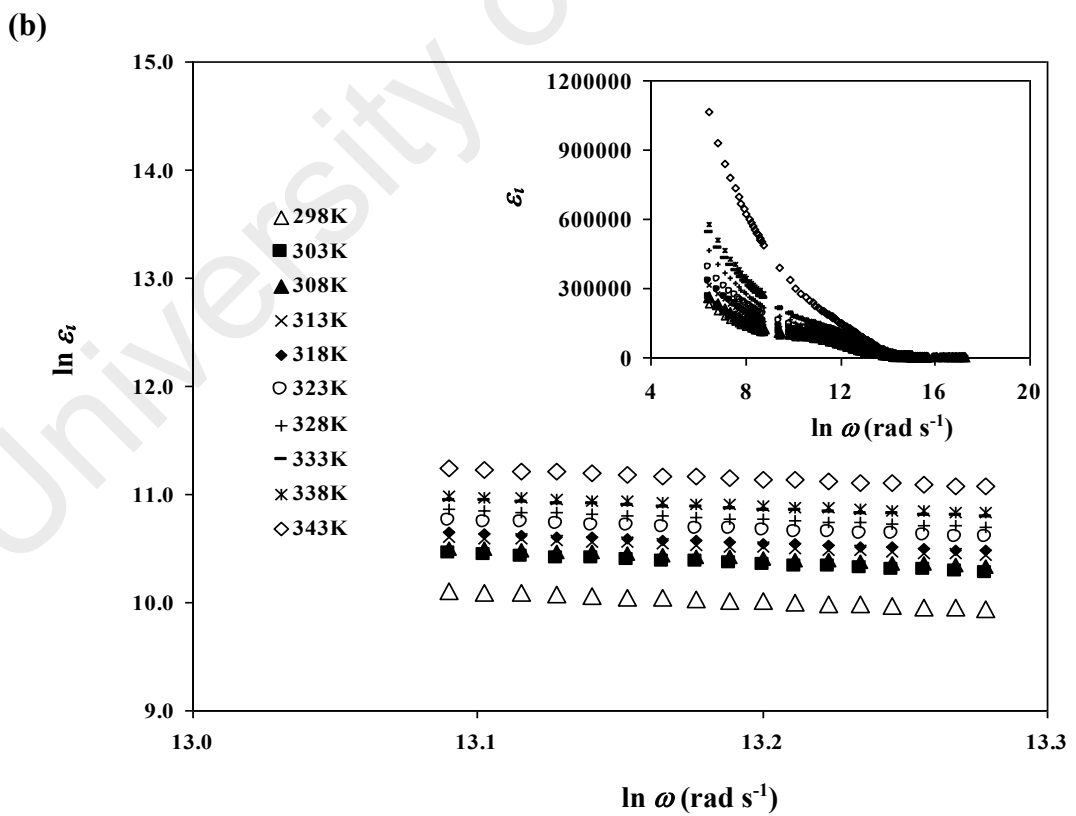 (b)
University o
15.0
14.0
13.0
12.0
11.0
10.0
9.0
ln εi
298K
303K
308K
313K
318K
323K
328K
333K
338K
343K
1200000
900000
600000
300000
0
εi
4
8
12
16
20
ln ω (rad s-1)
13.0
13.1
13.2
13.3
ln ω (rad s-1)